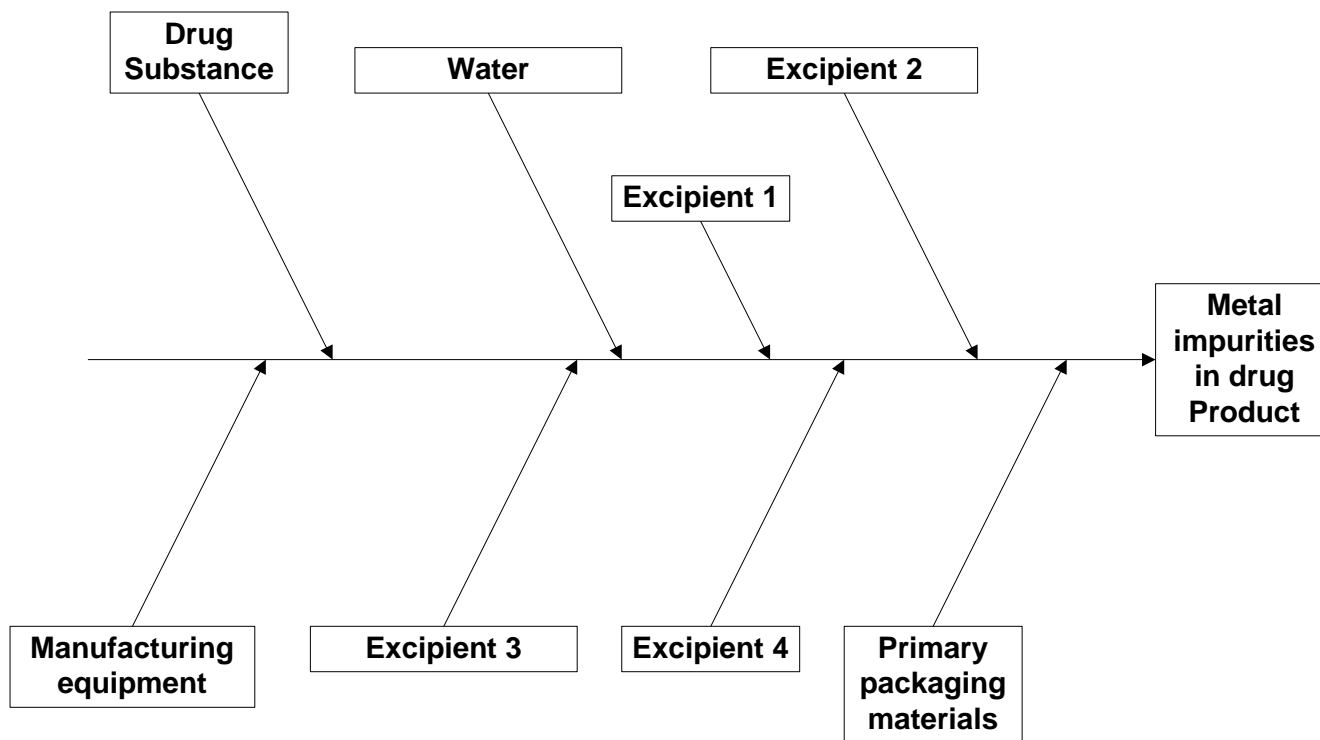 Drug
Substance
Water
Excipient 2
Excipient 1
Metal
impurities
in drug
Product
Manufacturing
equipment
Excipient 3
Excipient 4
Primary
packaging
materials